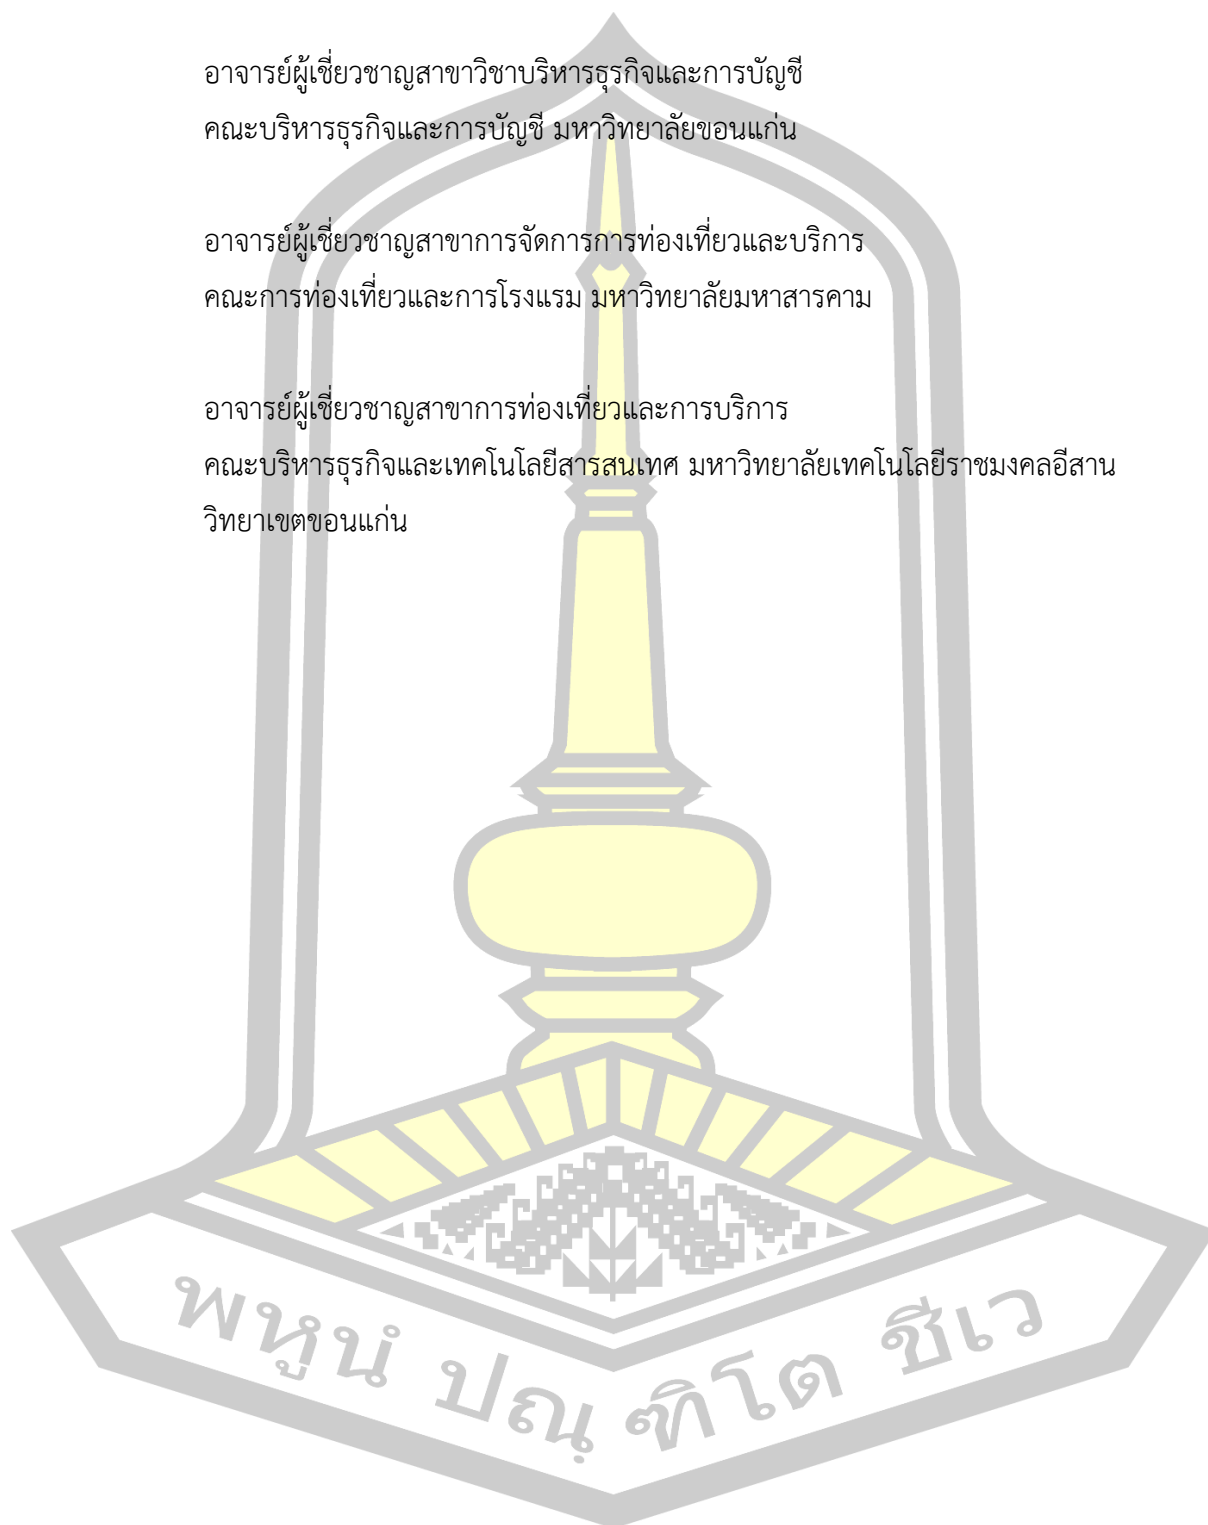 อาจารย์ผู้เชี่ยวชาญสาขาวิชาบริหารธุรกิจและการบัญชี
คณะบริหารธุรกิจและการบัญชี มหาวิทยาลัยขอนแก่น
อาจารย์ผู้เชี่ยวชาญสาขาการจัดการการท่องเที่ยวและบริการ
คณะการท่องเที่ยวและการโรงแรม มหาวิทยาลัยมหาสารคาม
อาจารย์ผู้เชี่ยวชาญสาขาการท่องเที่ยวและการบริการ
คณะบริหารธุรกิจและเทคโนโลยีสารสนเทศ มหาวิทยาลัยเทคโนโลยีราชมงคลอีสาน
วิทยาเขตขอนแก่น
พหูนํ ปณฺฑิโต ชีเว